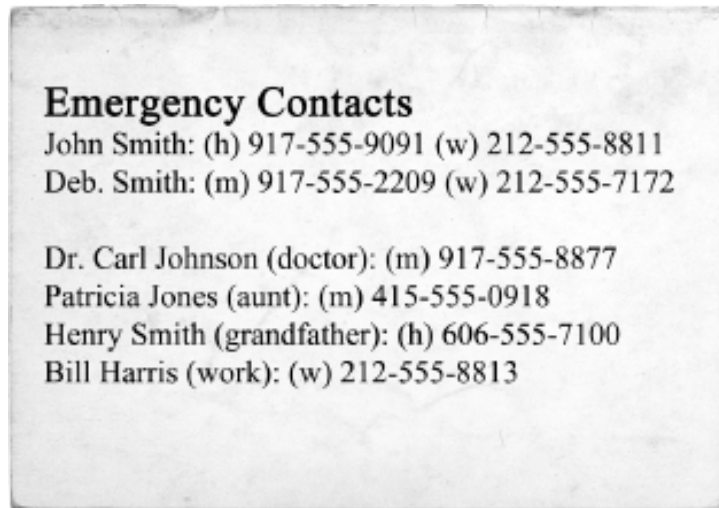 Emergency Contacts
John Smith: (h) 917-555-9091 (w) 212-555-8811
Deb. Smith: (m) 917-555-2209 (w) 212-555-7172
Dr. Carl Johnson (doctor): (m) 917-555-8877
Patricia Jones (aunt): (m) 415-555-0918
Henry Smith (grandfather): (h) 606-555-7100
Bill Harris (work): (w) 212-555-8813